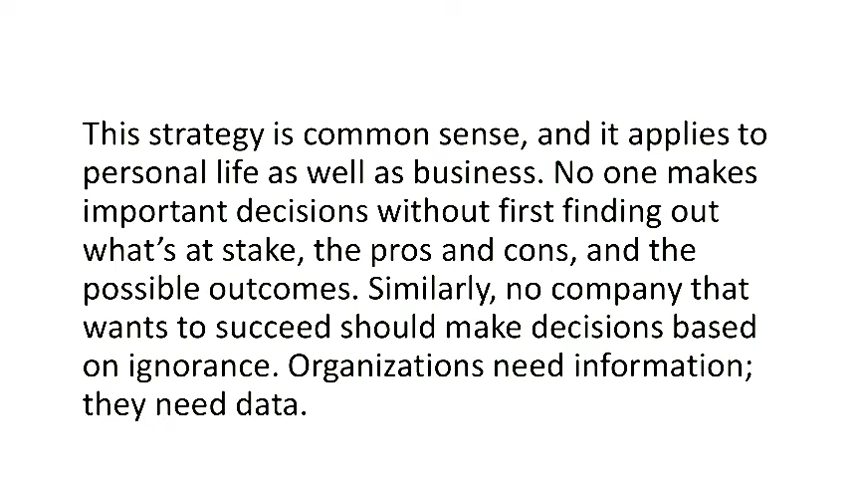 This strategy is common sense, and it applies to
personal life as well as business. No one makes
important decisions without first finding out
what’s at stake, the pros and cons, and the
possible outcomes. Similarly, no company that
wants to succeed should make decisions based
on ignorance. Organizations need information;
they need data.